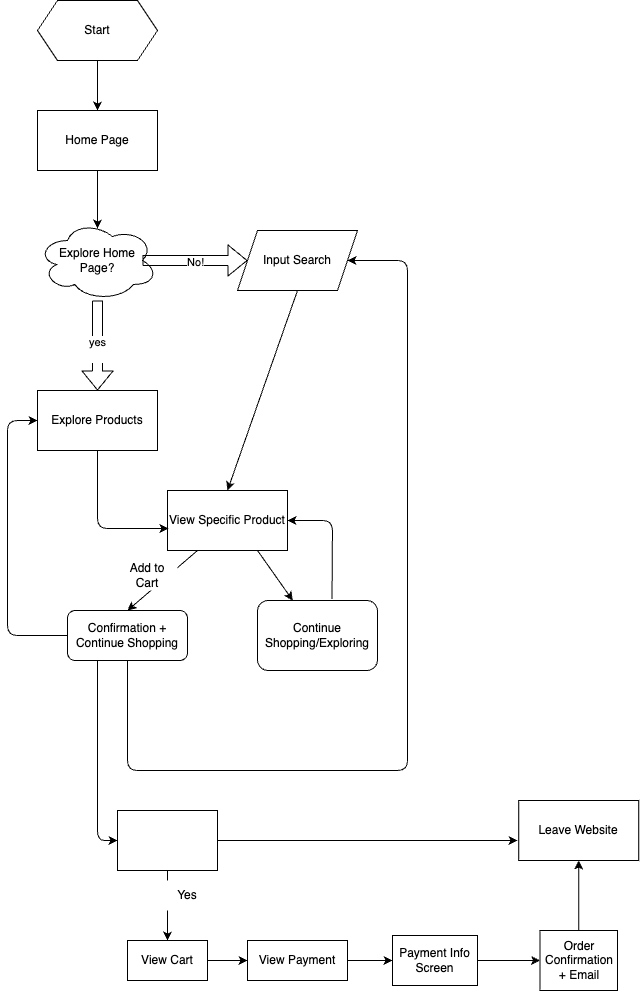 Start
Home Page
Explore Home
Page?
No!
Input Search
yes
Explore Products
View Specific Product
Add to
Cart
Confirmation +
Continue Shopping
Continue
Shopping/Exploring
Leave Website
Yes
View Cart
View Payment
Payment Info
Screen
Order
Confirmation
+ Email